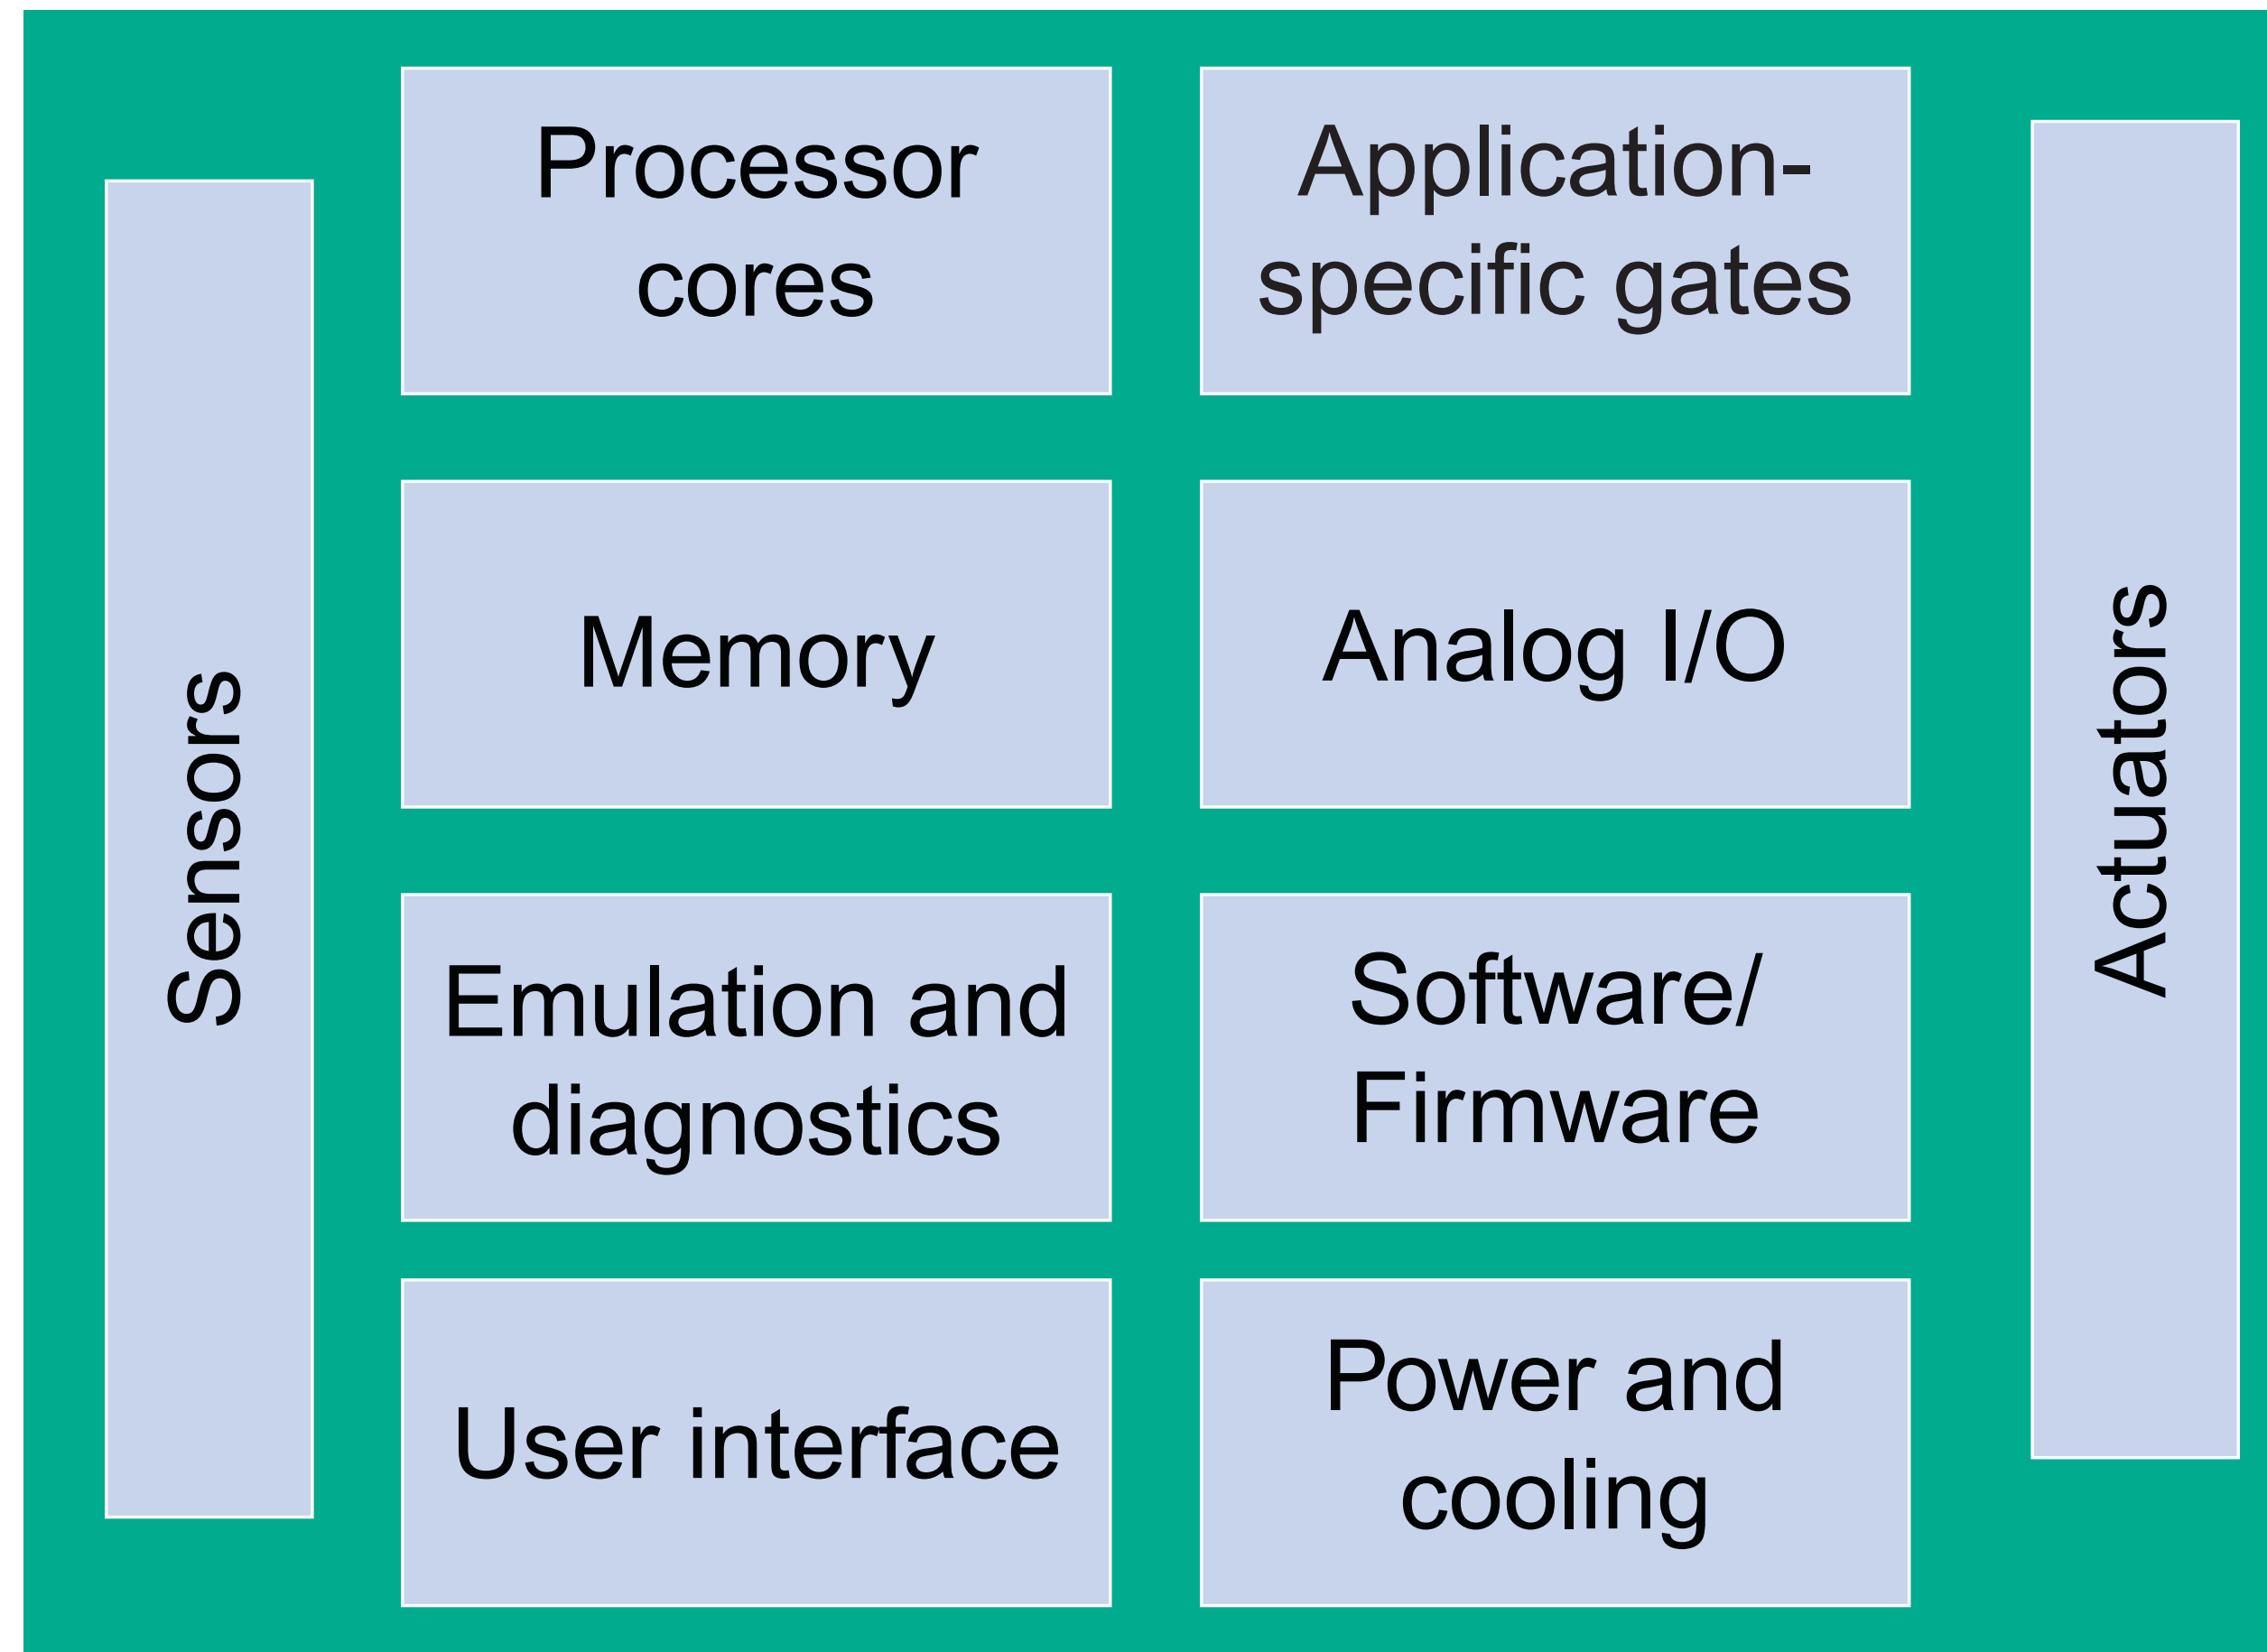 Sensors
Processor
cores
Application-
specific gates
Memory
Analog I/O
Emulation and
diagnostics
Software/
Firmware
User interface
Power and
cooling
Actuators